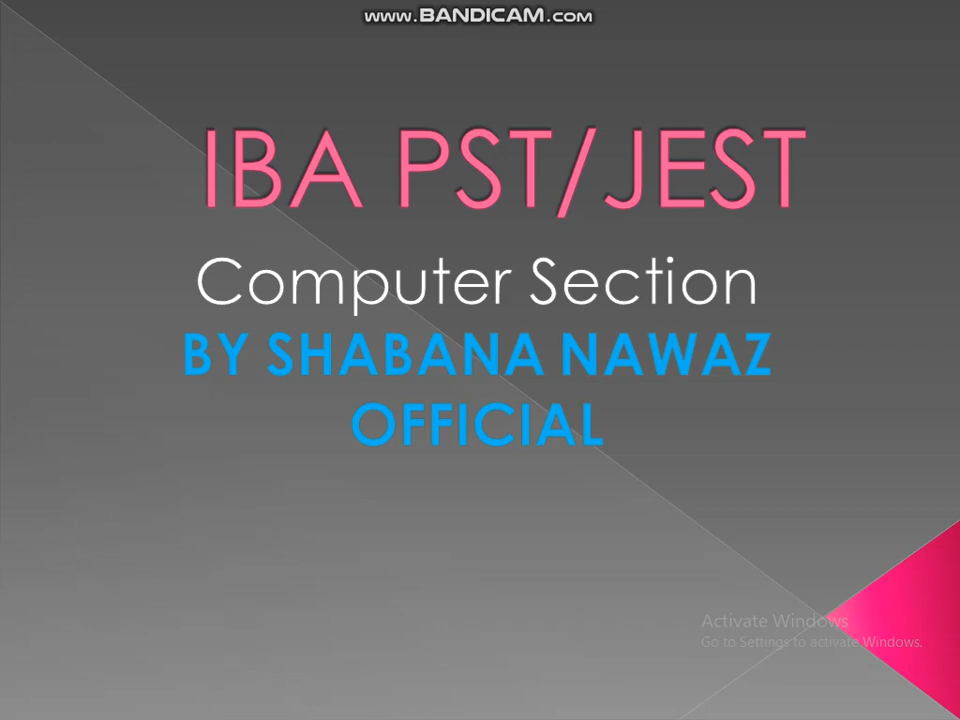 www.BANDICAM.com
IBA PST/JEST
Computer Section
BY SHABANA NAWAZ
OFFICIAL
Activate Windows
Go to Settings to activate Windows.